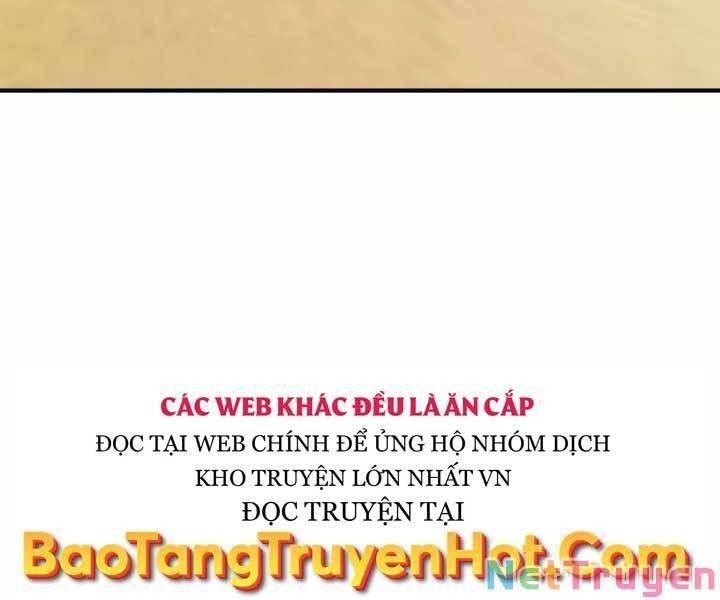 CÁC WEB KHÁC ĐỀU LÀ ĂN CẮP
ĐỌC TẠI WEB CHÍNH ĐỂ ỦNG HỘ NHÓM DỊCH
KHO TRUYỆN LỚN NHẤT VN
ĐỌC TRUYỆN TẠI
BaoTangTruyenHot.Com
NetTruyen